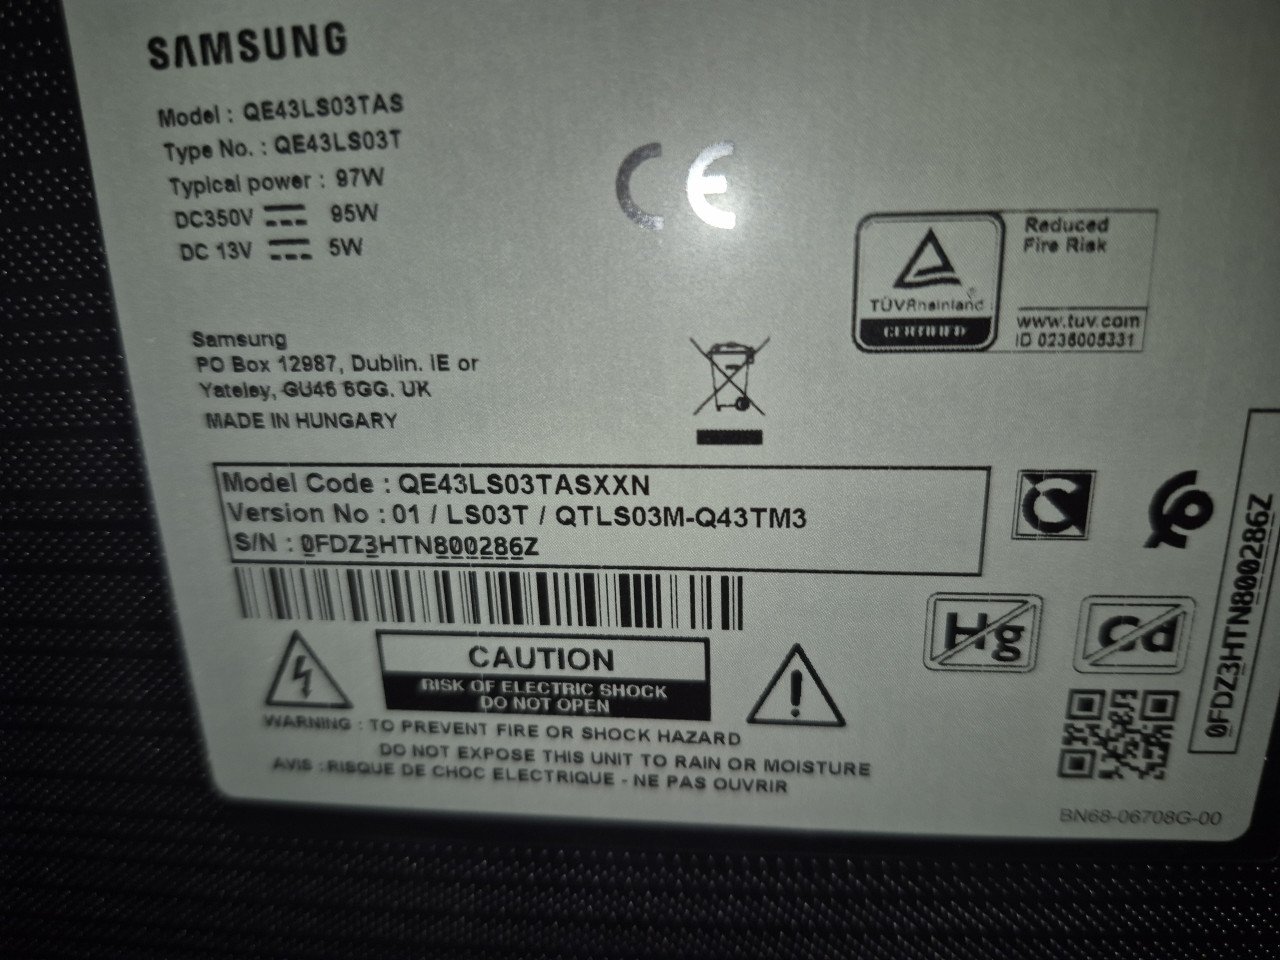 SAMSUNG
Model : QE43LS03TAS
Type No. : QE43LS03T
Typical power : 97W
DC350V 95W
DC 13V 5W
CE
Reduced
Fire Risk
TÜVRheinland
CERTIFIED
www.tuv.com
ID 0236005331
Samsung
PO Box 12987, Dublin. IE or
Yateley, GU46 6GG. UK
MADE IN HUNGARY
Model Code : QE43LS03TASXXN
Version No : 01 / LS03T / QTLS03M-Q43TM3
S/N : 0FDZ3HTN800286Z
0FDZ3HTN800286Z
Hg
Cd
CAUTION
RISK OF ELECTRIC SHOCK
DO NOT OPEN
WARNING : TO PREVENT FIRE OR SHOCK HAZARD
DO NOT EXPOSE THIS UNIT TO RAIN OR MOISTURE
AVIS : RISQUE DE CHOC ELECTRIQUE - NE PAS OUVRIR
BN68-06708G-00